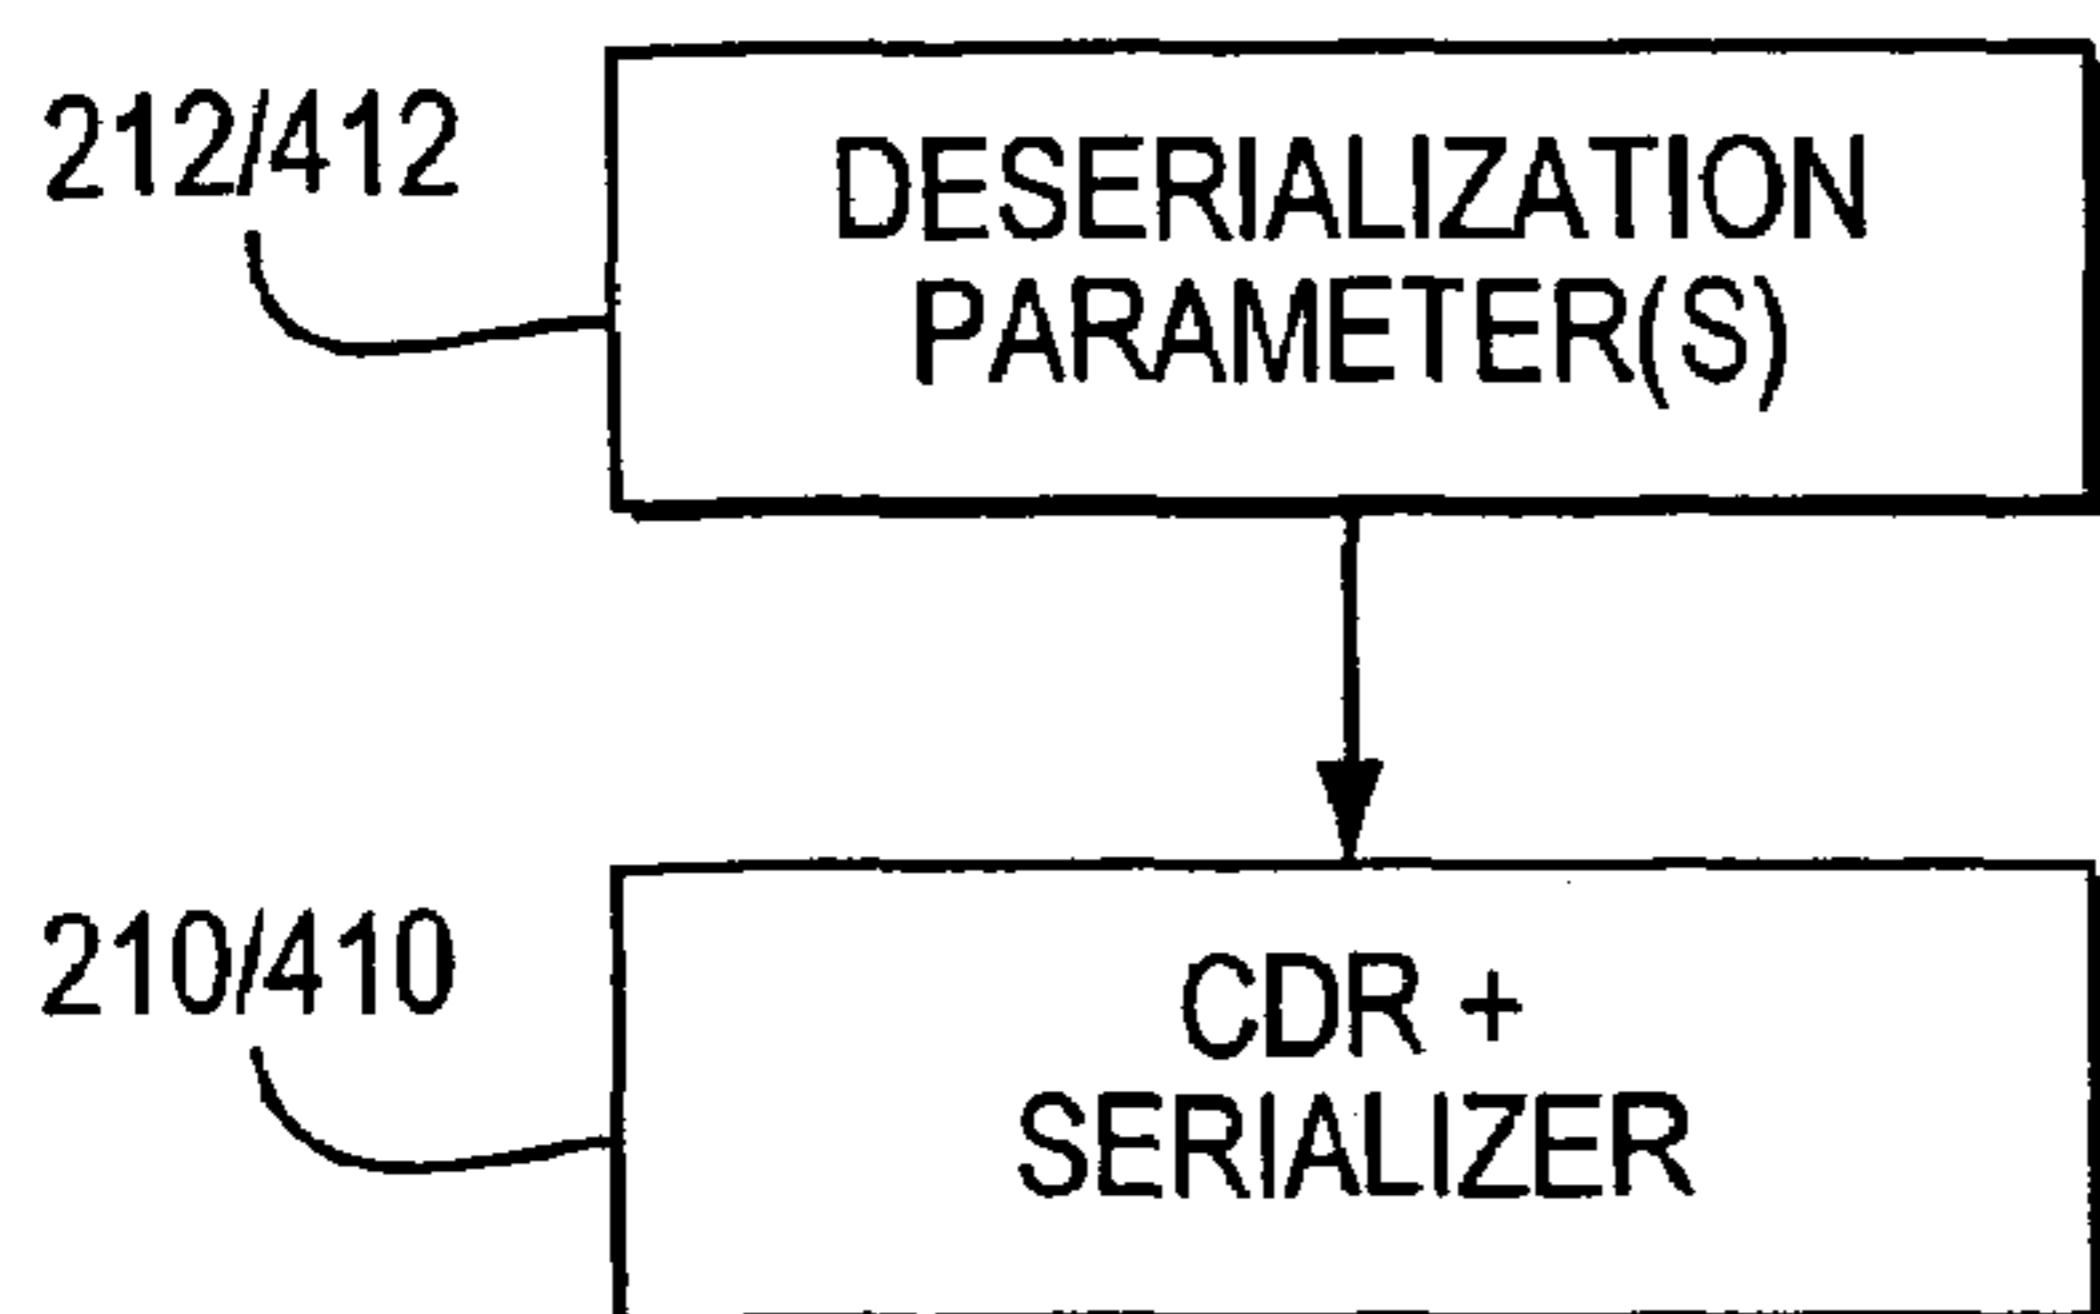 212/412
DESERIALIZATION
PARAMETER(S)
210/410
CDR +
SERIALIZER